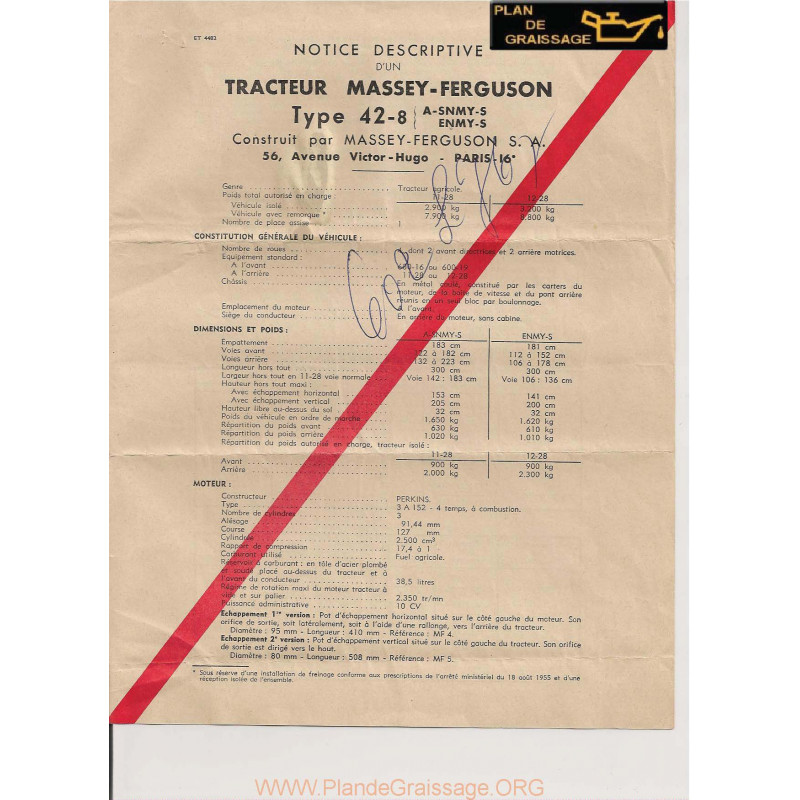 PLAN
DE
GRAISSAGE
ET 4403
NOTICE DESCRIPTIVE
D'UN
TRACTEUR MASSEY-FERGUSON
Type 42-8 { A-SNMY-S
ENMY-S
Construit par MASSEY-FERGUSON S. A.
56, Avenue Victor-Hugo - PARIS-16e
Genre Tracteur agricole.
Poids total autorisé en charge : 11-28 12-28
Véhicule isolé 2.900 kg 3.200 kg
Véhicule avec remorque * 7.900 kg 8.800 kg
Nombre de place assise 1
CONSTITUTION GÉNÉRALE DU VÉHICULE :
Nombre de roues 4 dont 2 avant directrices et 2 arrière motrices.
Equipement standard :
A l'avant 600-16 ou 600-19
A l'arrière 11-28 ou 12-28
Châssis En métal coulé, constitué par les carters du
moteur, de la boîte de vitesse et du pont arrière
réunis en un seul bloc par boulonnage.
Emplacement du moteur A l'avant.
Siège du conducteur En arrière du moteur, sans cabine.
DIMENSIONS ET POIDS : A-SNMY-S ENMY-S
Empattement 183 cm 181 cm
Voies avant 122 à 182 cm 112 à 152 cm
Voies arrière 132 à 223 cm 106 à 178 cm
Longueur hors tout 300 cm 300 cm
Largeur hors tout en 11-28 voie normale Voie 142 : 183 cm Voie 106 : 136 cm
Hauteur hors tout maxi :
Avec échappement horizontal 153 cm 141 cm
Avec échappement vertical 205 cm 200 cm
Hauteur libre au-dessus du sol 32 cm 32 cm
Poids du véhicule en ordre de marche 1.650 kg 1.620 kg
Répartition du poids avant 630 kg 610 kg
Répartition du poids arrière 1.020 kg 1.010 kg
Répartition du poids autorisé en charge, tracteur isolé :
11-28 12-28
Avant 900 kg 900 kg
Arrière 2.000 kg 2.300 kg
MOTEUR :
Constructeur PERKINS.
Type 3 A 152 - 4 temps, à combustion.
Nombre de cylindres 3
Alésage 91,44 mm
Course 127 mm
Cylindrée 2.500 cm³
Rapport de compression 17,4 à 1
Carburant utilisé Fuel agricole.
Réservoir à carburant : en tôle d'acier plombé
et soudé placé au-dessus du tracteur et à
l'avant du conducteur 38,5 litres
Régime de rotation maxi du moteur tracteur à
vide et sur palier 2.350 tr/mn
Puissance administrative 10 CV
Echappement 1re version : Pot d'échappement horizontal situé sur le côté gauche du moteur. Son
orifice de sortie, soit latéralement, soit à l'aide d'une rallonge, vers l'arrière du tracteur.
Diamètre : 95 mm - Longueur : 410 mm - Référence : MF 4.
Echappement 2e version : Pot d'échappement vertical situé sur le côté gauche du tracteur. Son orifice
de sortie est dirigé vers le haut.
Diamètre : 80 mm - Longueur : 508 mm - Référence : MF 5.
* Sous réserve d'une installation de freinage conforme aux prescriptions de l'arrêté ministériel du 18 août 1955 et d'une
réception isolée de l'ensemble.
www.PlandeGraissage.ORG